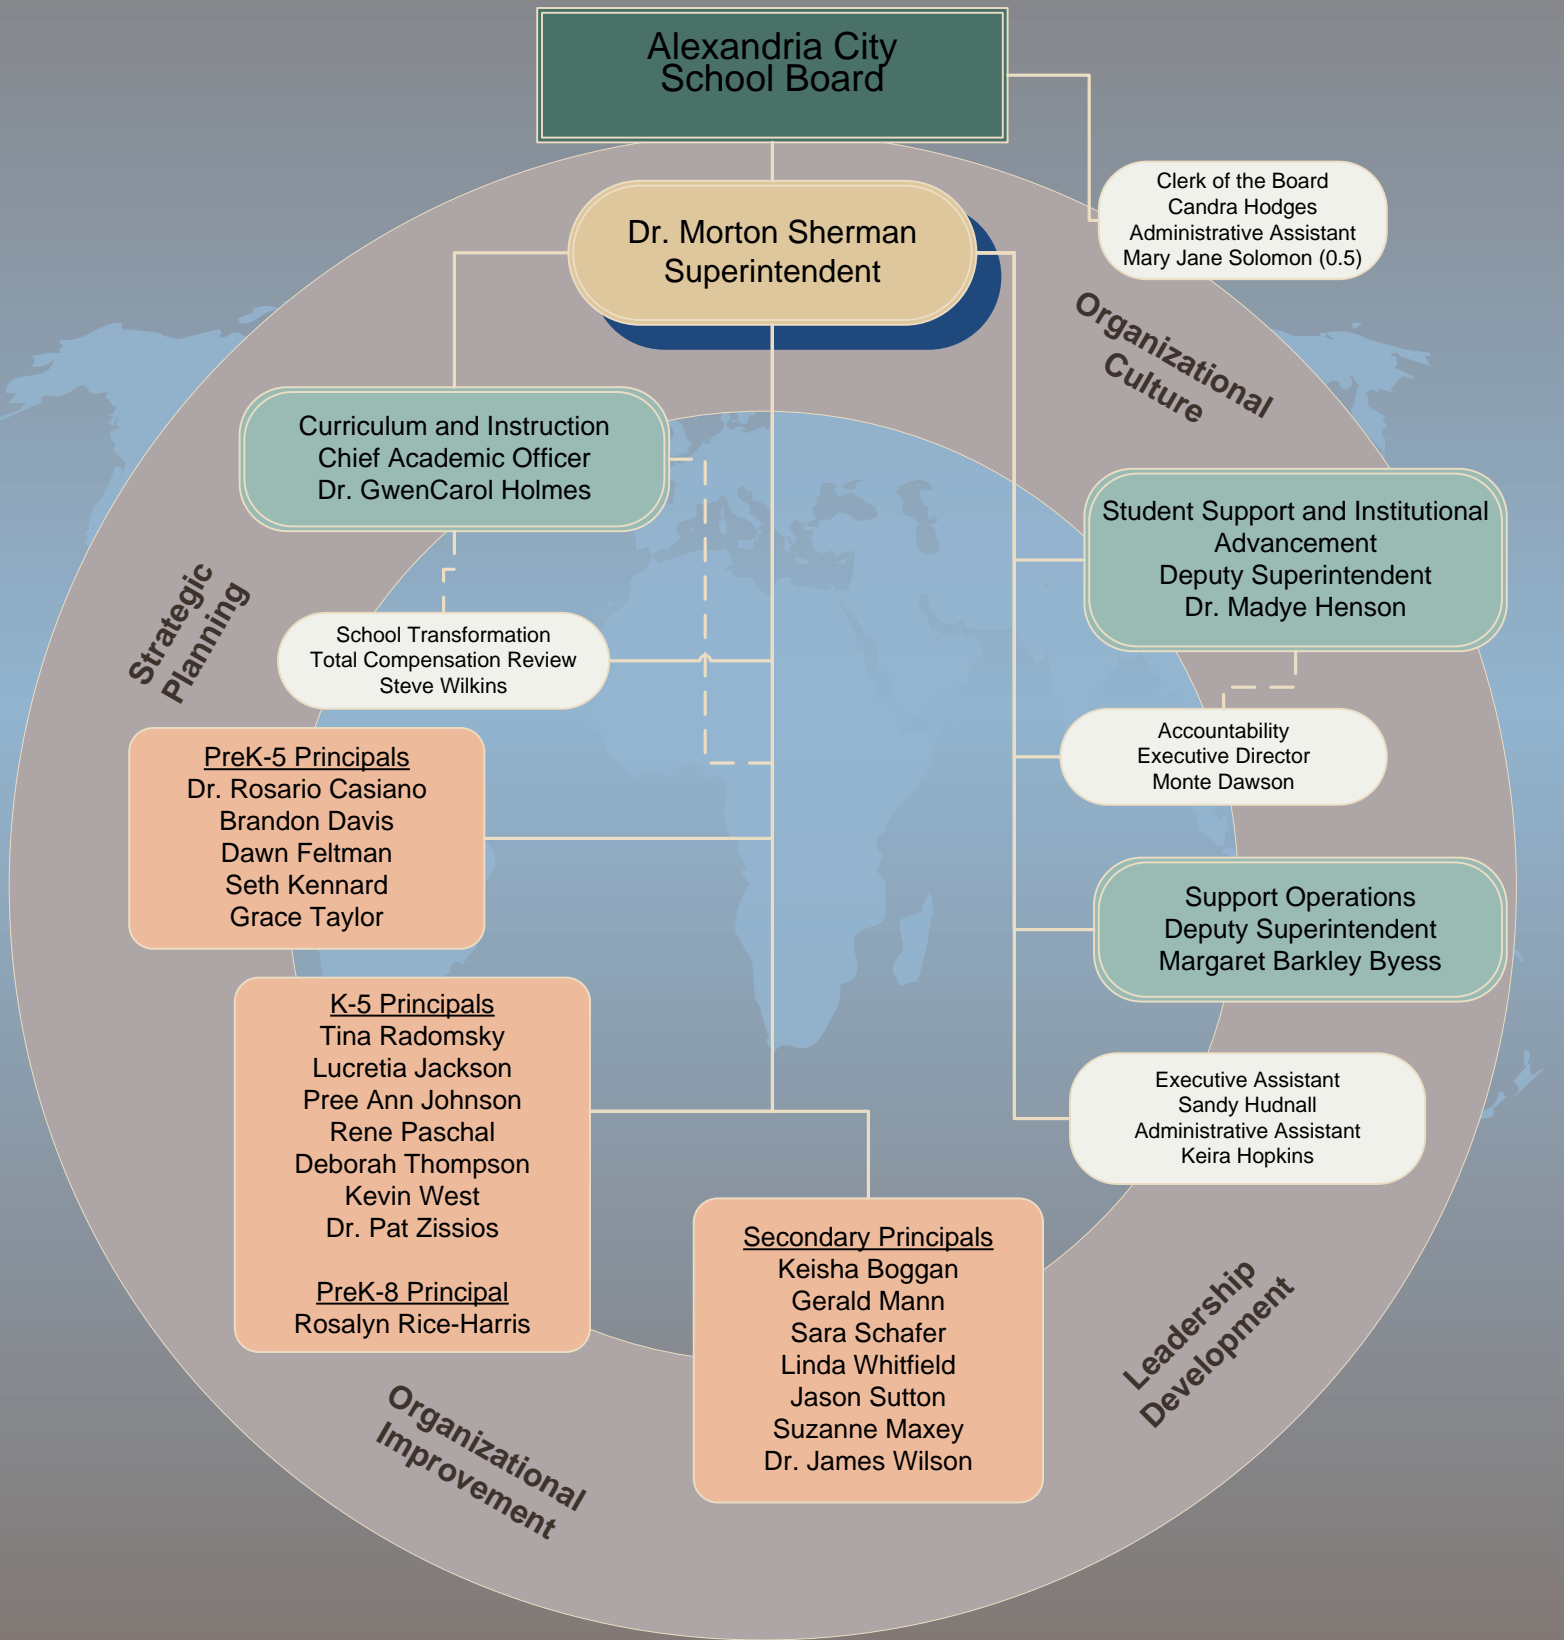 Alexandria City
School Board
Clerk of the Board
Candra Hodges
Administrative Assistant
Mary Jane Solomon (0.5)
Dr. Morton Sherman
Superintendent
Organizational
Culture
Curriculum and Instruction
Chief Academic Officer
Dr. GwenCarol Holmes
Student Support and Institutional
Advancement
Deputy Superintendent
Dr. Madye Henson
Strategic
Planning
School Transformation
Total Compensation Review
Steve Wilkins
Accountability
Executive Director
Monte Dawson
PreK-5 Principals
Dr. Rosario Casiano
Brandon Davis
Dawn Feltman
Seth Kennard
Grace Taylor
Support Operations
Deputy Superintendent
Margaret Barkley Byess
K-5 Principals
Tina Radomsky
Lucretia Jackson
Pree Ann Johnson
Rene Paschal
Deborah Thompson
Kevin West
Dr. Pat Zissios
PreK-8 Principal
Rosalyn Rice-Harris
Executive Assistant
Sandy Hudnall
Administrative Assistant
Keira Hopkins
Secondary Principals
Keisha Boggan
Gerald Mann
Sara Schafer
Linda Whitfield
Jason Sutton
Suzanne Maxey
Dr. James Wilson
Leadership
Development
Organizational
Improvement